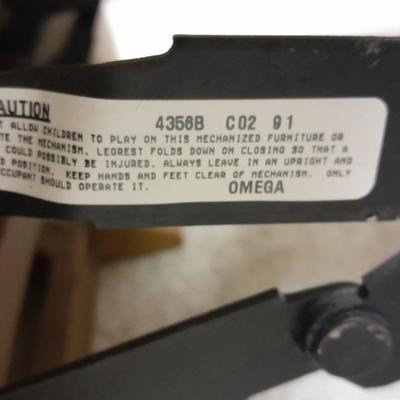 CAUTION
4356B C02 91
T ALLOW CHILDREN TO PLAY ON THIS MECHANIZED FURNITURE OR
TE THE MECHANISM. LEGREST FOLDS DOWN ON CLOSING SO THAT A
COULD POSSIBLY BE INJURED. ALWAYS LEAVE IN AN UPRIGHT AND
D POSITION. KEEP HANDS AND FEET CLEAR OF MECHANISM. ONLY
OCCUPANT SHOULD OPERATE IT. OMEGA